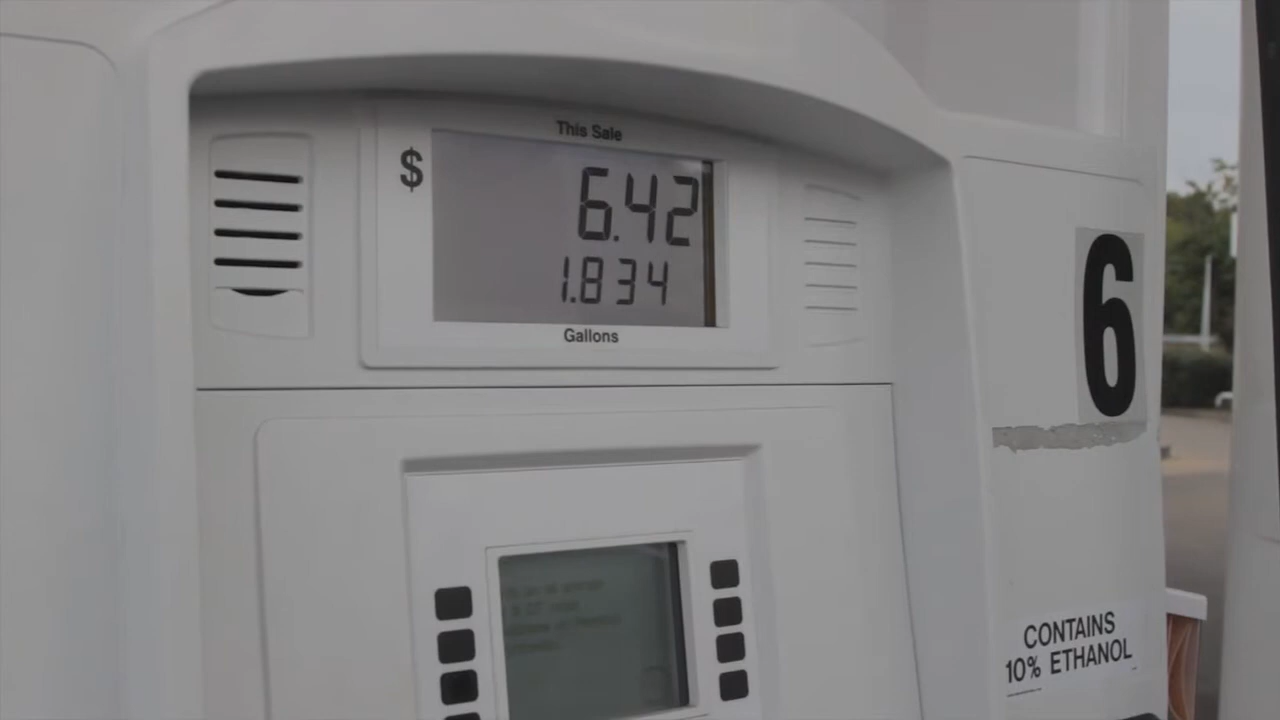 This Sale
$ 6.42
1.834
Gallons
6
CONTAINS
10% ETHANOL